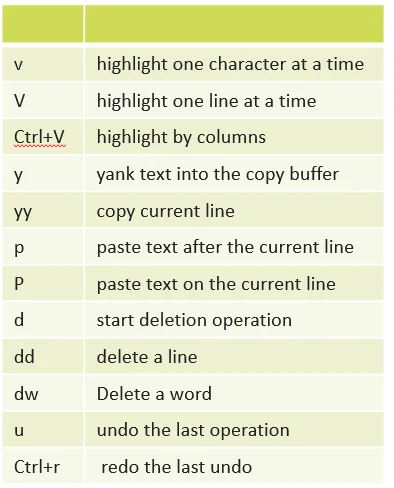 v highlight one character at a time
V highlight one line at a time
Ctrl+V highlight by columns
y yank text into the copy buffer
yy copy current line
p paste text after the current line
P paste text on the current line
d start deletion operation
dd delete a line
dw Delete a word
u undo the last operation
Ctrl+r redo the last undo